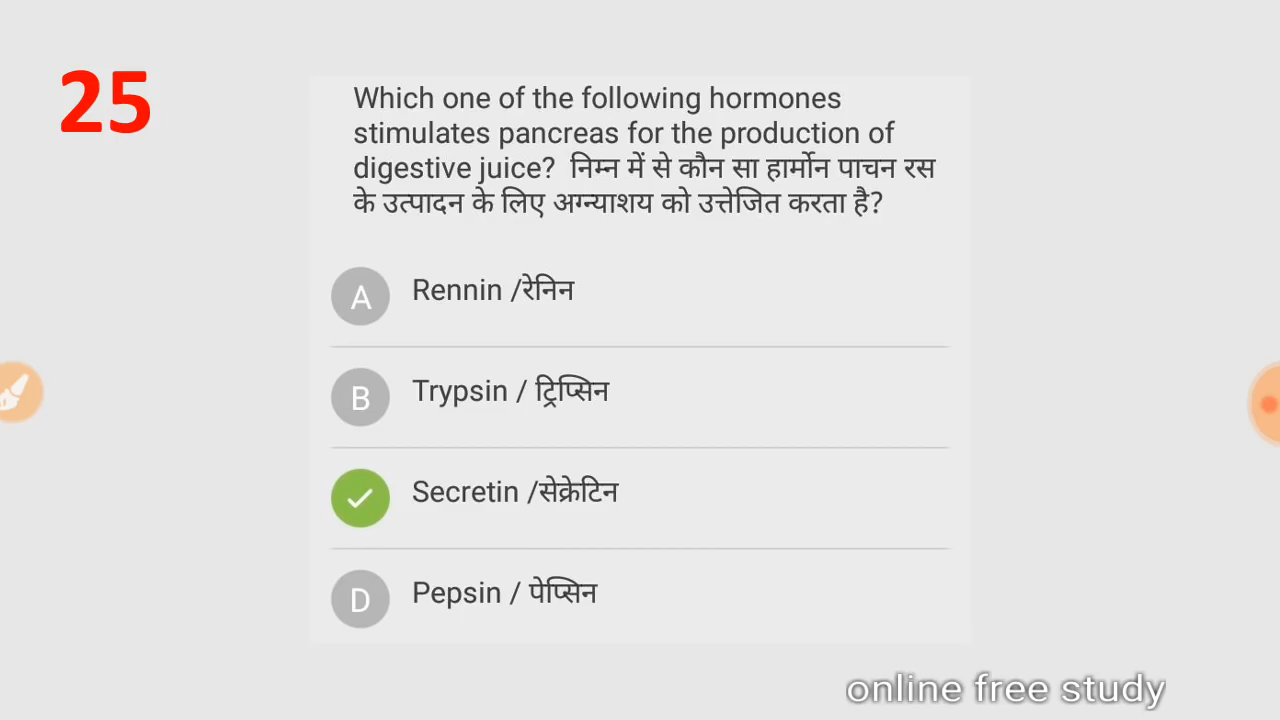 25
Which one of the following hormones
stimulates pancreas for the production of
digestive juice? निम्न में से कौन सा हार्मोन पाचन रस
के उत्पादन के लिए अग्न्याशय को उत्तेजित करता है?
A Rennin /रेनिन
B Trypsin / ट्रिप्सिन
Secretin /सेक्रेटिन
D Pepsin / पेप्सिन
online free study